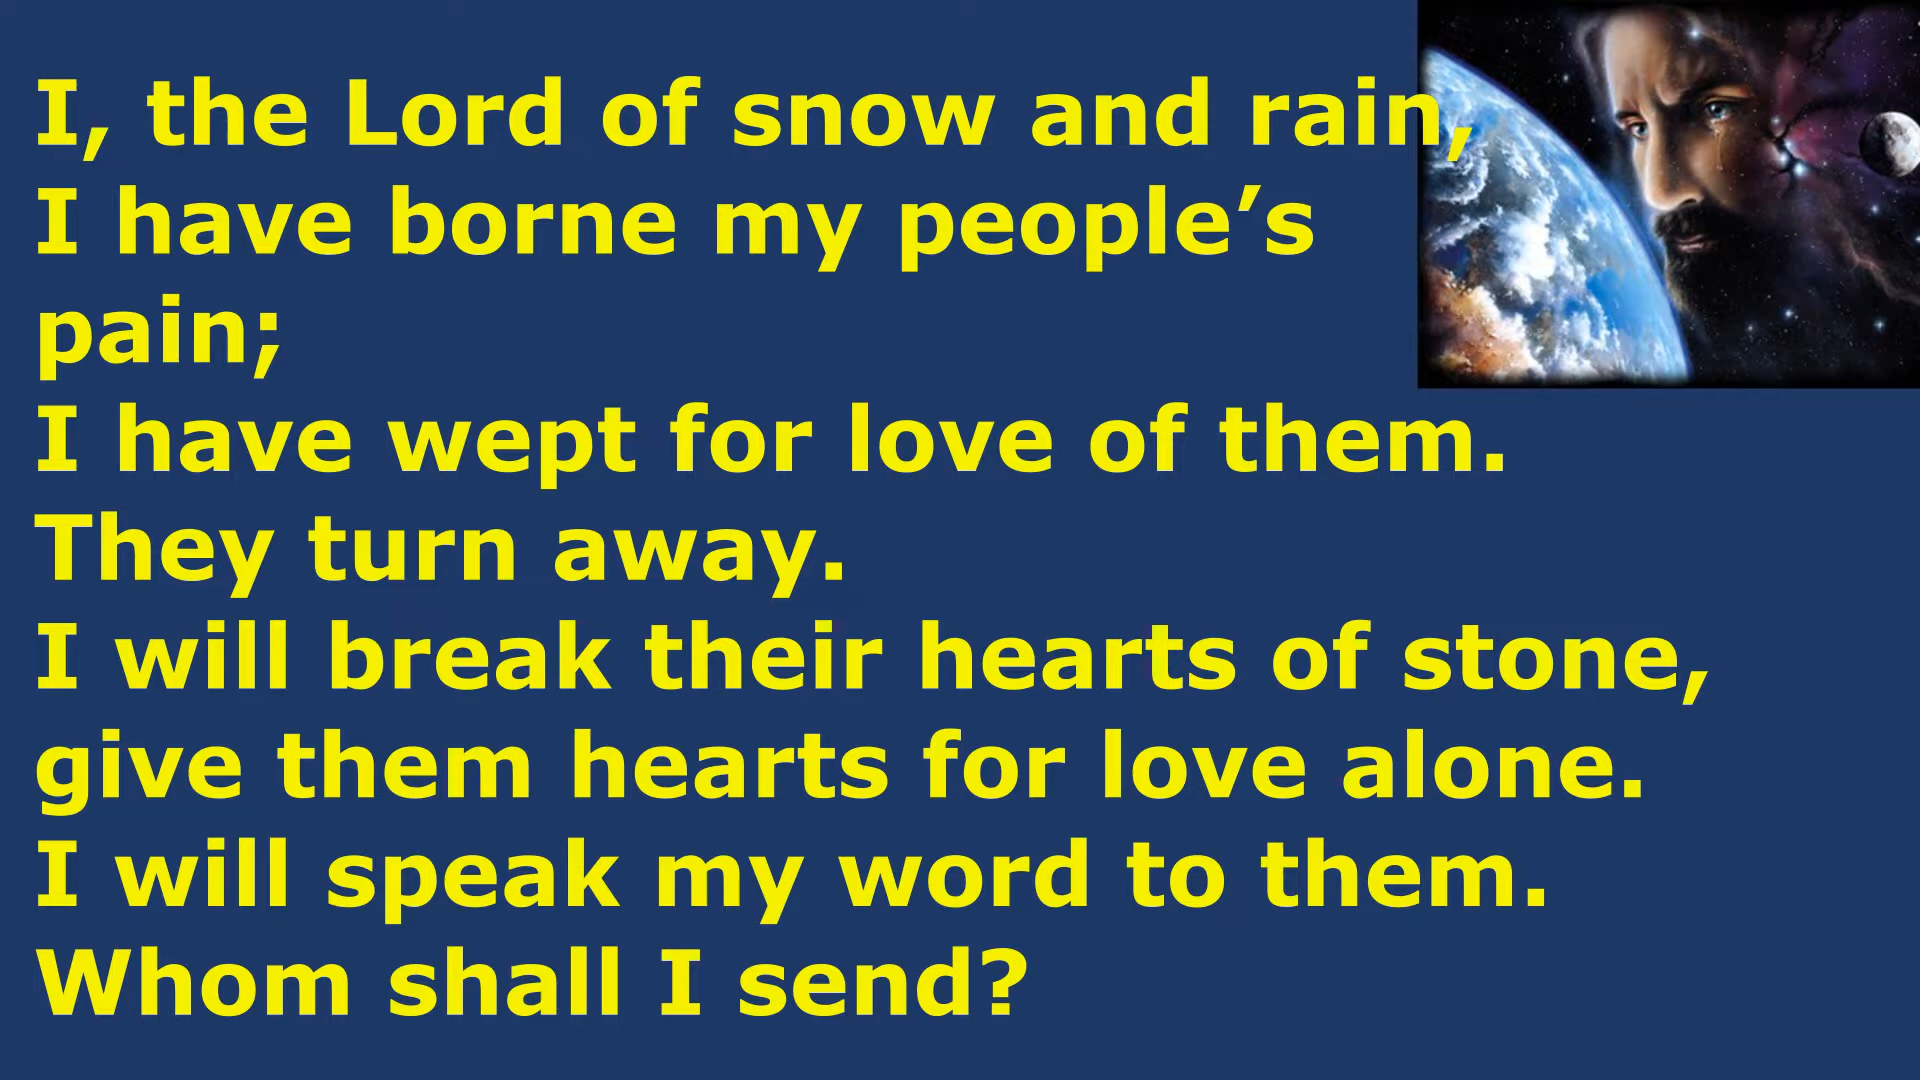 I, the Lord of snow and rain,
I have borne my people’s
pain;
I have wept for love of them.
They turn away.
I will break their hearts of stone,
give them hearts for love alone.
I will speak my word to them.
Whom shall I send?